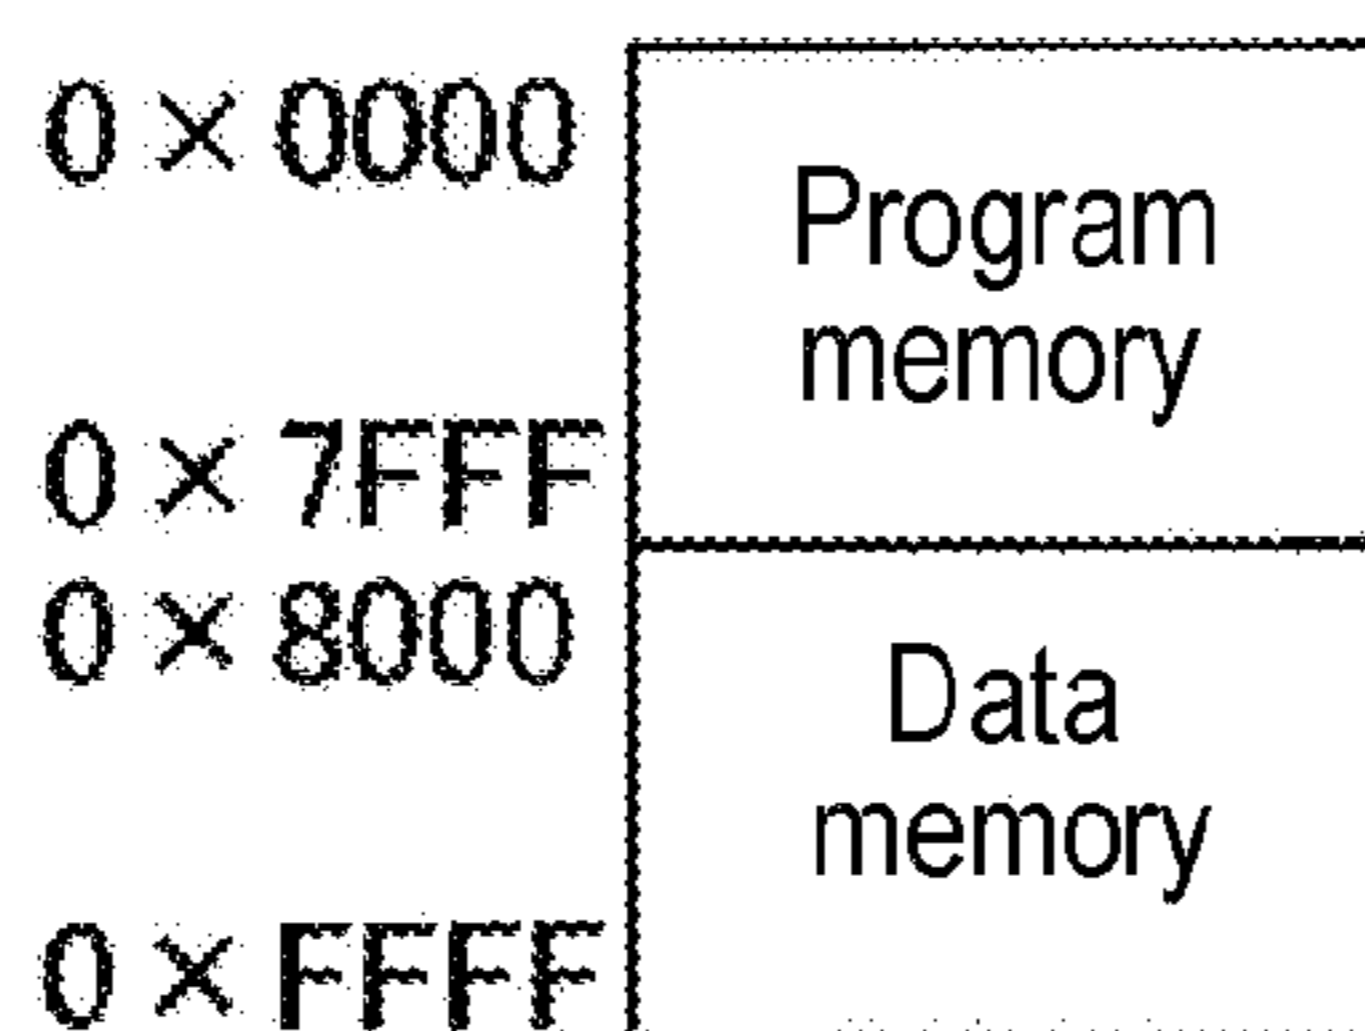 0 × 0000
Program
memory
0 × 7FFF
0 × 8000
Data
memory
0 × FFFF